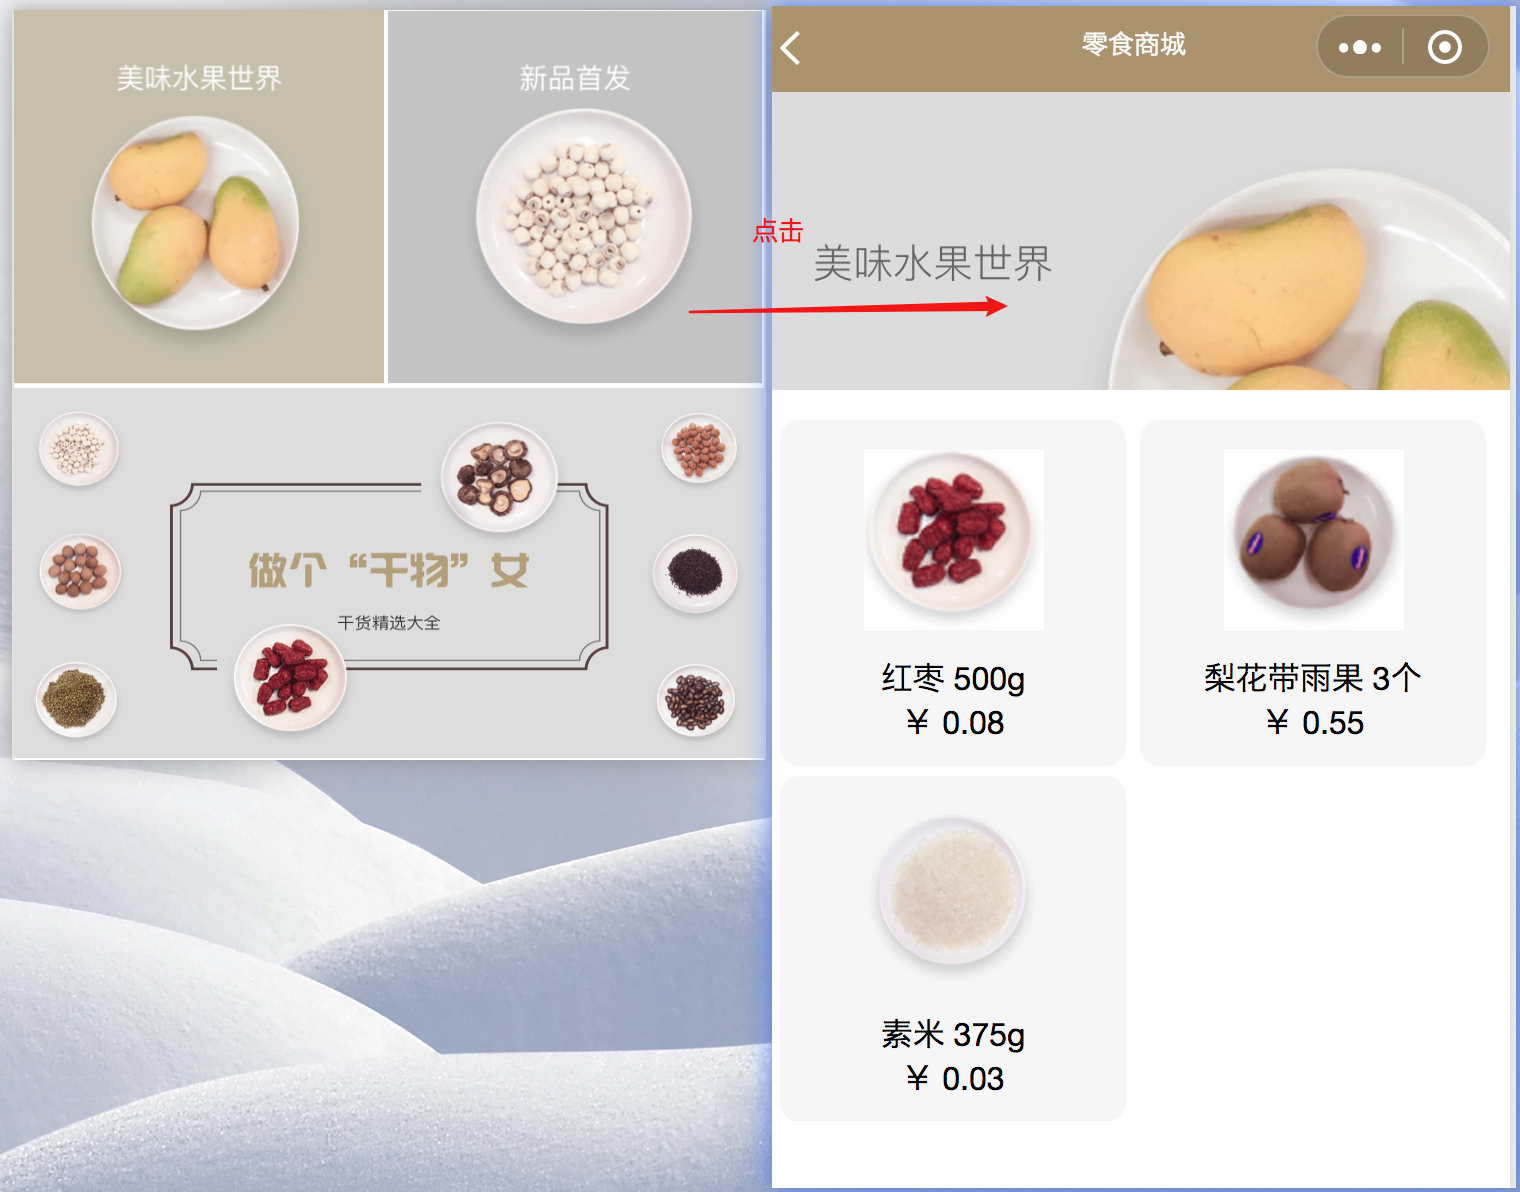 美味水果世界
新品首发
做个“干物”女
干货精选大全
点击
零食商城
美味水果世界
红枣 500g
￥ 0.08
梨花带雨果 3个
￥ 0.55
素米 375g
￥ 0.03